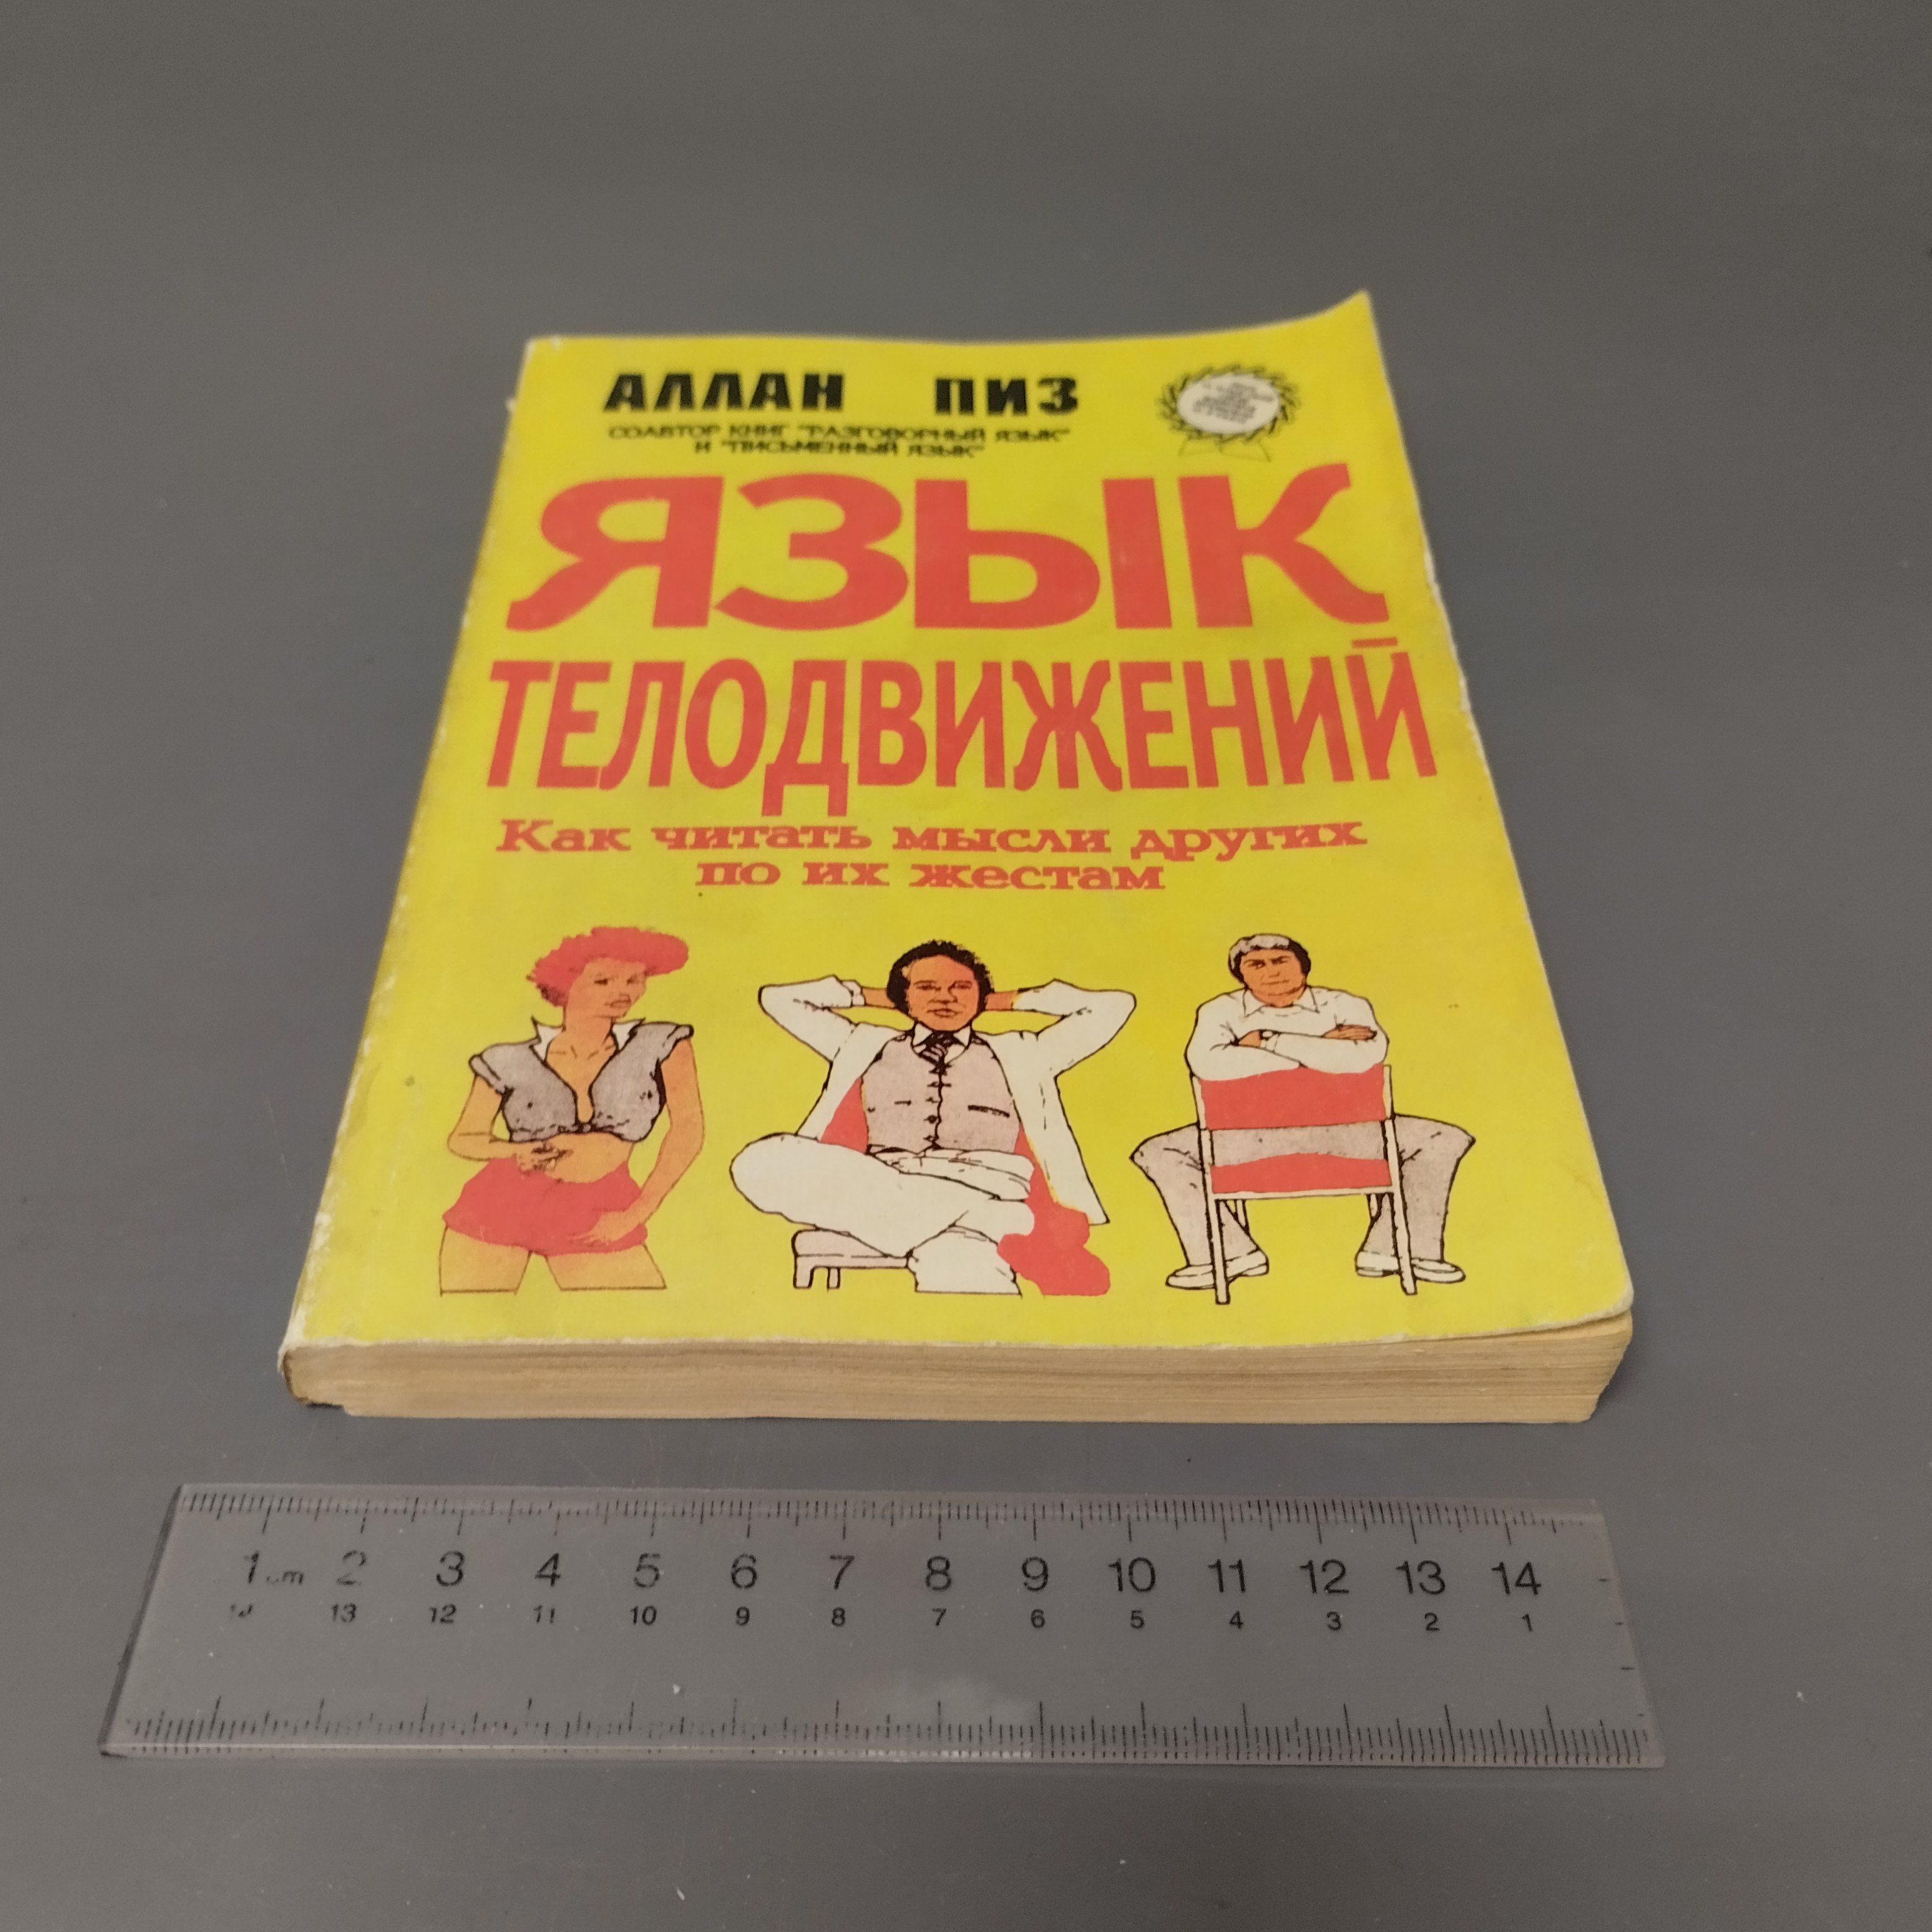 АЛЛАН ПИЗ
СОАВТОР КНИГ "РАЗГОВОРНЫЙ ЯЗЫК"
И "ПИСЬМЕННЫЙ ЯЗЫК"
ЯЗЫК
ТЕЛОДВИЖЕНИЙ
Как читать мысли других
по их жестам
1 cm 2 3 4 5 6 7 8 9 10 11 12 13 14
14 13 12 11 10 9 8 7 6 5 4 3 2 1